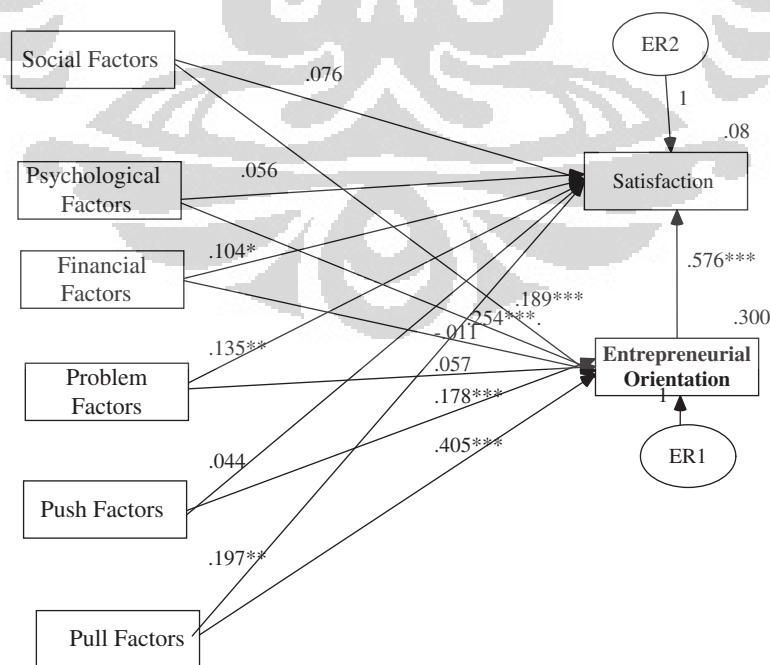 Social Factors
ER2
.076
1
.08
Psychological
Factors
.056
Satisfaction
Financial
Factors
.104*
.576***
.189***
.254***.
-.011
.300
.135**
Problem
Factors
.057
Entrepreneurial
Orientation
.178***
1
.405***
ER1
.044
Push Factors
.197**
Pull Factors